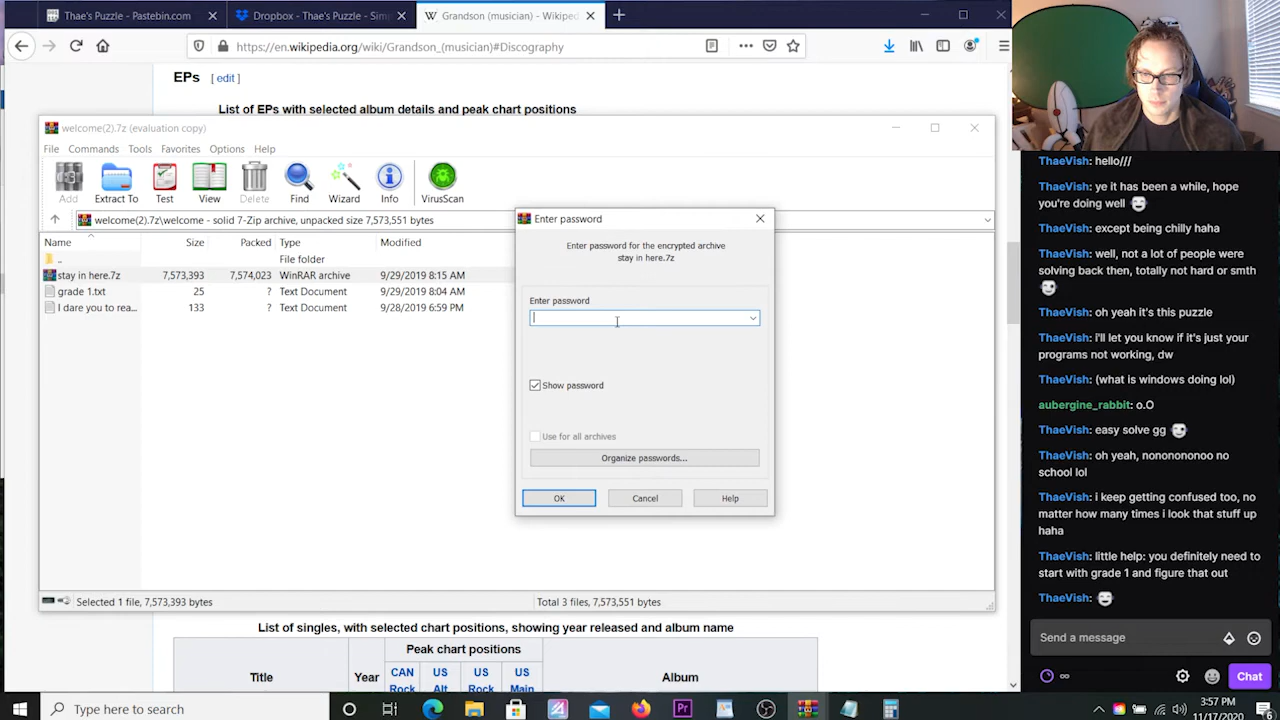 Thae's Puzzle - Pastebin.com
Dropbox - Thae's Puzzle - Sim
Grandson (musician) - Wikiped
https://en.wikipedia.org/wiki/Grandson_(musician)#Discography
EPs [ edit ]
List of EPs with selected album details and peak chart positions
welcome(2).7z (evaluation copy)
File Commands Tools Favorites Options Help
Add Extract To Test View Delete Find Wizard Info VirusScan
welcome(2).7z\welcome - solid 7-Zip archive, unpacked size 7,573,551 bytes
Name Size Packed Type Modified
.. File folder
stay in here.7z 7,573,393 7,574,023 WinRAR archive 9/29/2019 8:15 AM
grade 1.txt 25 ? Text Document 9/29/2019 8:04 AM
I dare you to rea... 133 ? Text Document 9/28/2019 6:59 PM
Enter password
Enter password for the encrypted archive
stay in here.7z
Enter password
Show password
Use for all archives
Organize passwords...
OK Cancel Help
Selected 1 file, 7,573,393 bytes Total 3 files, 7,573,551 bytes
List of singles, with selected chart positions, showing year released and album name
Title Year Peak chart positions Album
CAN
Rock
US
Alt
US
Rock
US
Main
Type here to search
3:57 PM
11/17/2020
ThaeVish: hello///
ThaeVish: ye it has been a while, hope
you're doing well
ThaeVish: except being chilly haha
ThaeVish: well, not a lot of people were
solving back then, totally not hard or smth
ThaeVish: oh yeah it's this puzzle
ThaeVish: i'll let you know if it's just your
programs not working, dw
ThaeVish: (what is windows doing lol)
aubergine_rabbit: o.O
ThaeVish: easy solve gg
ThaeVish: oh yeah, nonononono no
school lol
ThaeVish: i keep getting confused too, no
matter how many times i look that stuff up
haha
ThaeVish: little help: you definitely need to
start with grade 1 and figure that out
ThaeVish:
Send a message
Chat